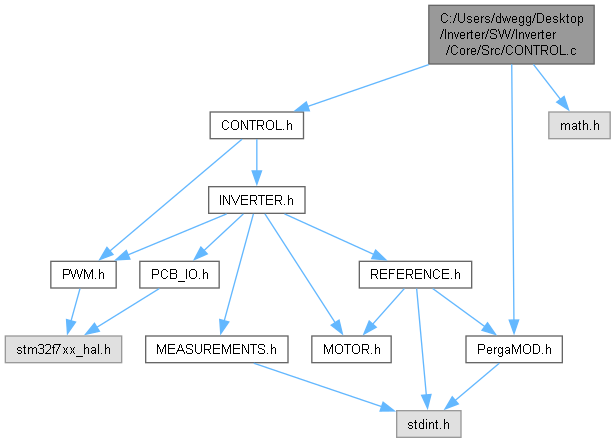 C:/Users/dwegg/Desktop
/Inverter/SW/Inverter
/Core/Src/CONTROL.c
CONTROL.h
math.h
INVERTER.h
PWM.h
PCB_IO.h
REFERENCE.h
stm32f7xx_hal.h
MEASUREMENTS.h
MOTOR.h
PergaMOD.h
stdint.h